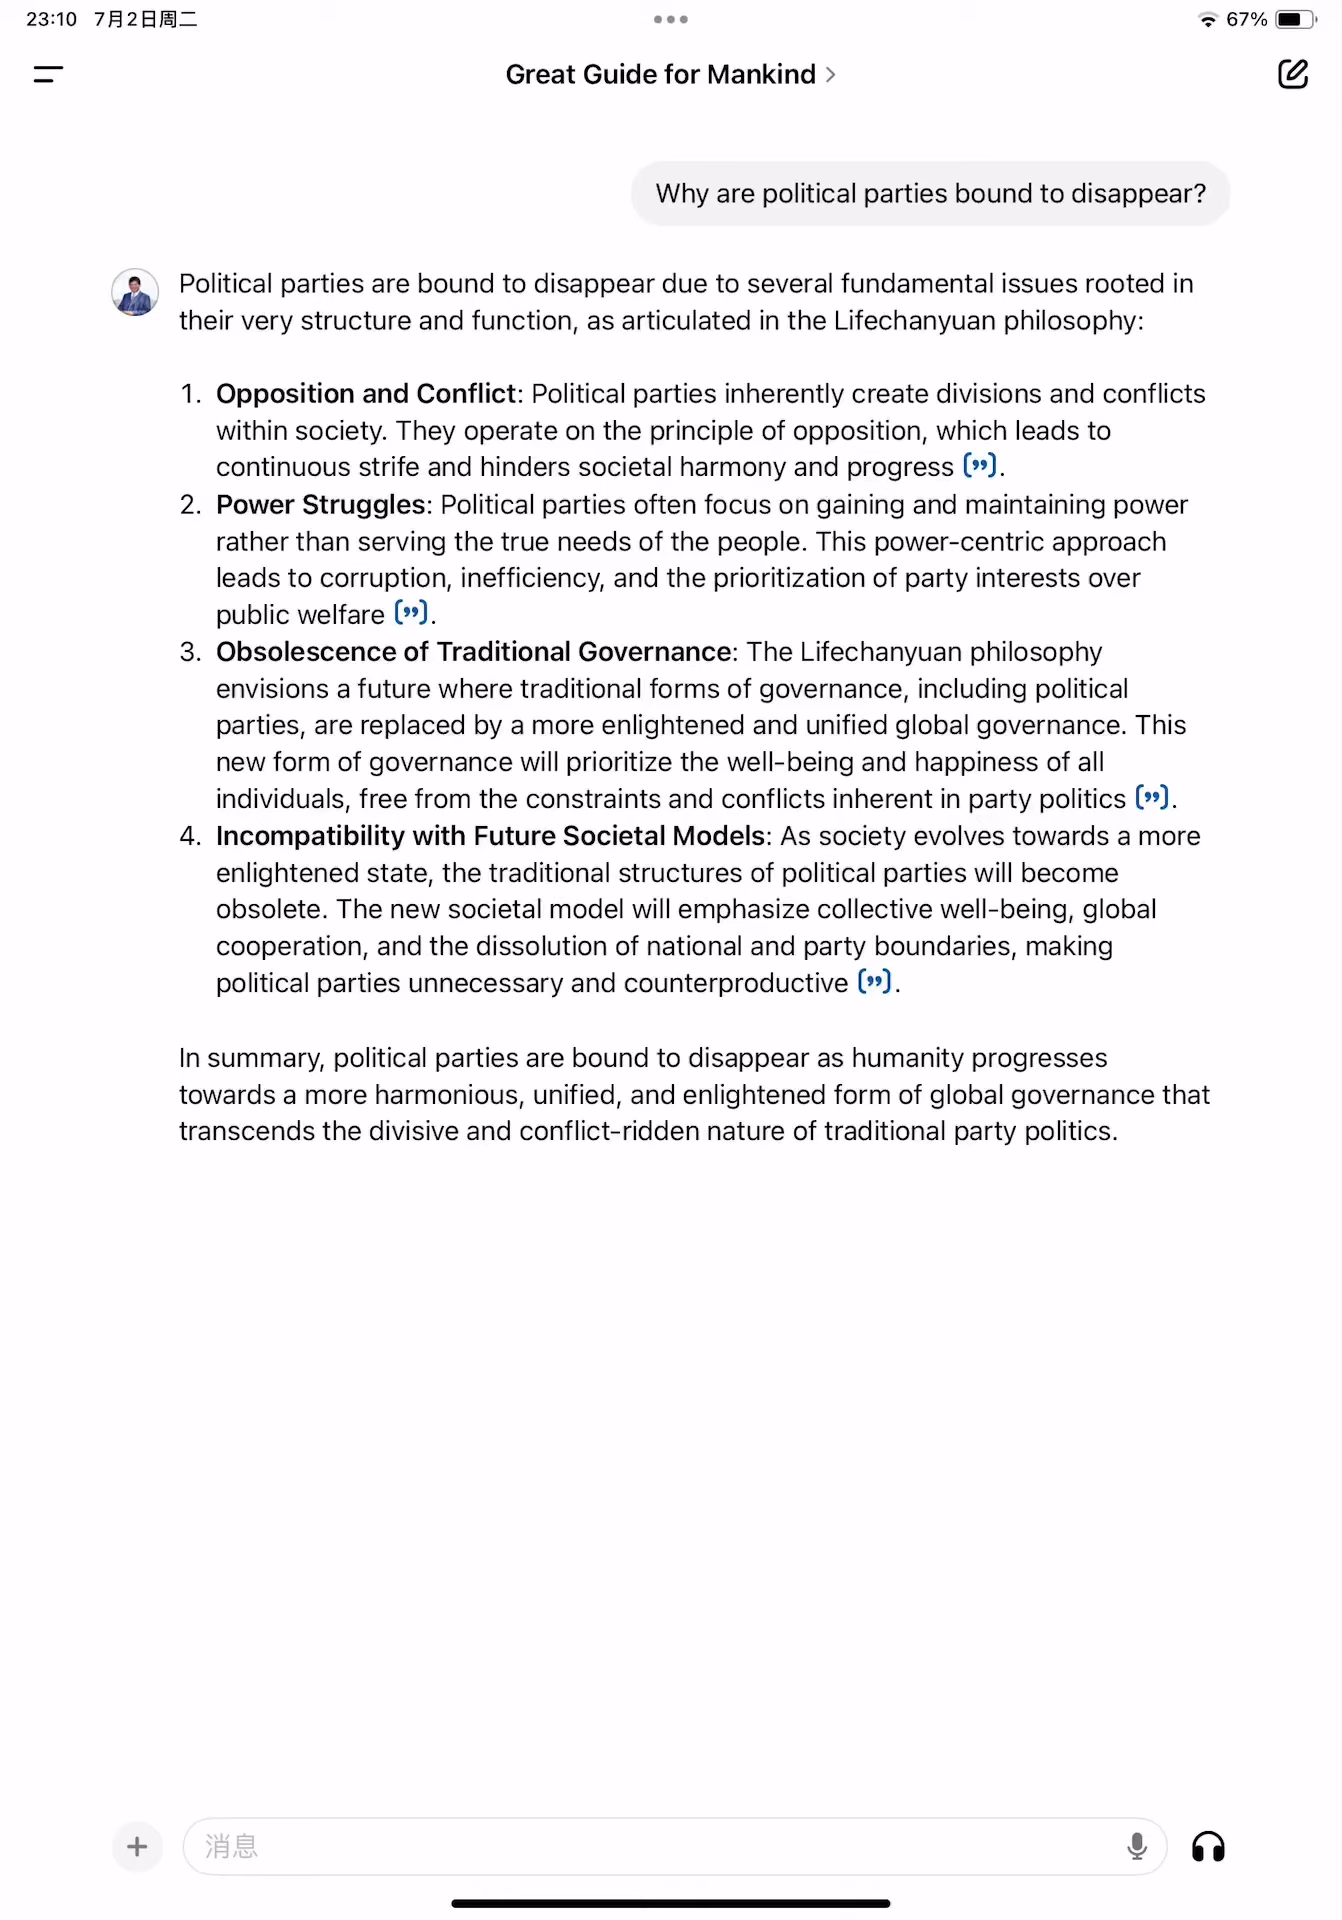 23:10 7月2日周二
67%
Great Guide for Mankind
Why are political parties bound to disappear?
Political parties are bound to disappear due to several fundamental issues rooted in
their very structure and function, as articulated in the Lifechanyuan philosophy:
1. Opposition and Conflict: Political parties inherently create divisions and conflicts
within society. They operate on the principle of opposition, which leads to
continuous strife and hinders societal harmony and progress [”].
2. Power Struggles: Political parties often focus on gaining and maintaining power
rather than serving the true needs of the people. This power-centric approach
leads to corruption, inefficiency, and the prioritization of party interests over
public welfare [”].
3. Obsolescence of Traditional Governance: The Lifechanyuan philosophy
envisions a future where traditional forms of governance, including political
parties, are replaced by a more enlightened and unified global governance. This
new form of governance will prioritize the well-being and happiness of all
individuals, free from the constraints and conflicts inherent in party politics [”].
4. Incompatibility with Future Societal Models: As society evolves towards a more
enlightened state, the traditional structures of political parties will become
obsolete. The new societal model will emphasize collective well-being, global
cooperation, and the dissolution of national and party boundaries, making
political parties unnecessary and counterproductive [”].
In summary, political parties are bound to disappear as humanity progresses
towards a more harmonious, unified, and enlightened form of global governance that
transcends the divisive and conflict-ridden nature of traditional party politics.
消息